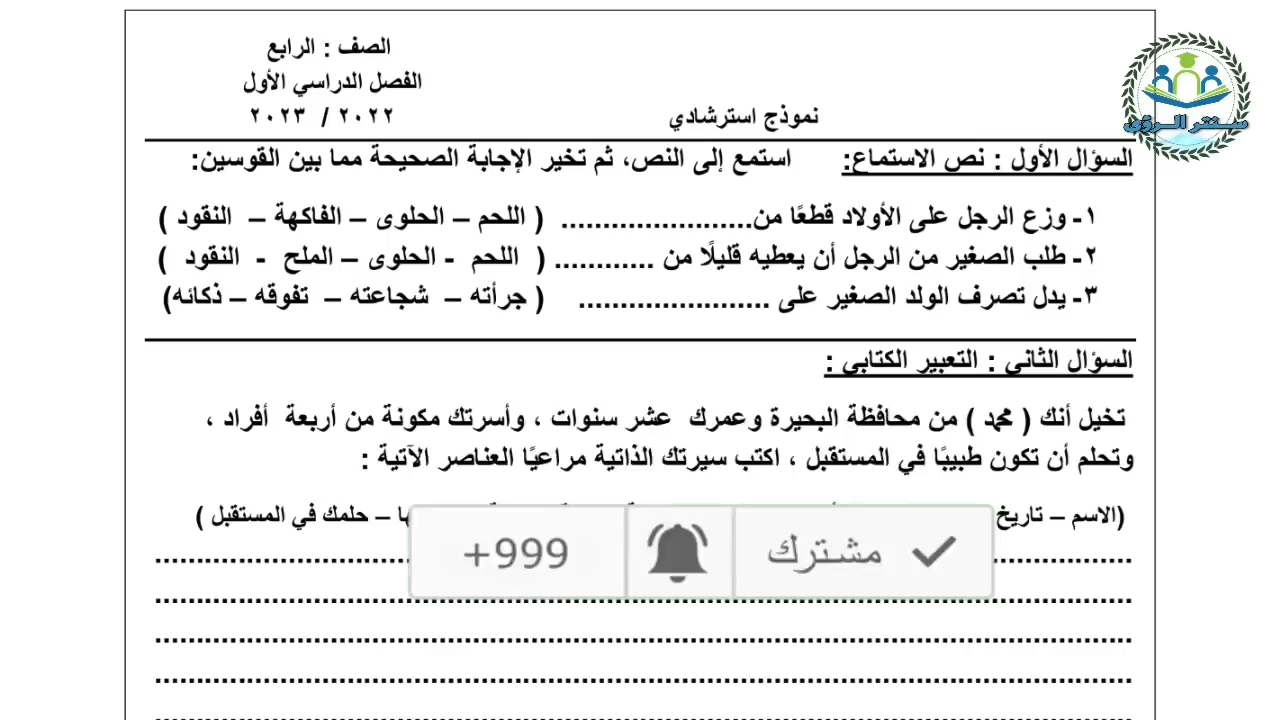 الصف : الرابع
الفصل الدراسي الأول
نموذج استرشادي
٢٠٢٢ / ٢٠٢٣
سنتر الرؤى
السؤال الأول : نص الاستماع: استمع إلى النص، ثم تخير الإجابة الصحيحة مما بين القوسين:
١- وزع الرجل على الأولاد قطعًا من....................... ( اللحم – الحلوى – الفاكهة – النقود )
٢- طلب الصغير من الرجل أن يعطيه قليلًا من ............ ( اللحم - الحلوى – الملح - النقود )
٣- يدل تصرف الولد الصغير على ....................... ( جرأته – شجاعته – تفوقه – ذكائه)
السؤال الثاني : التعبير الكتابي :
تخيل أنك ( محمد ) من محافظة البحيرة وعمرك عشر سنوات ، وأسرتك مكونة من أربعة أفراد ،
وتحلم أن تكون طبيبًا في المستقبل ، اكتب سيرتك الذاتية مراعيًا العناصر الآتية :
(الاسم – تاريخ – حلمك في المستقبل )
مشترك
+999